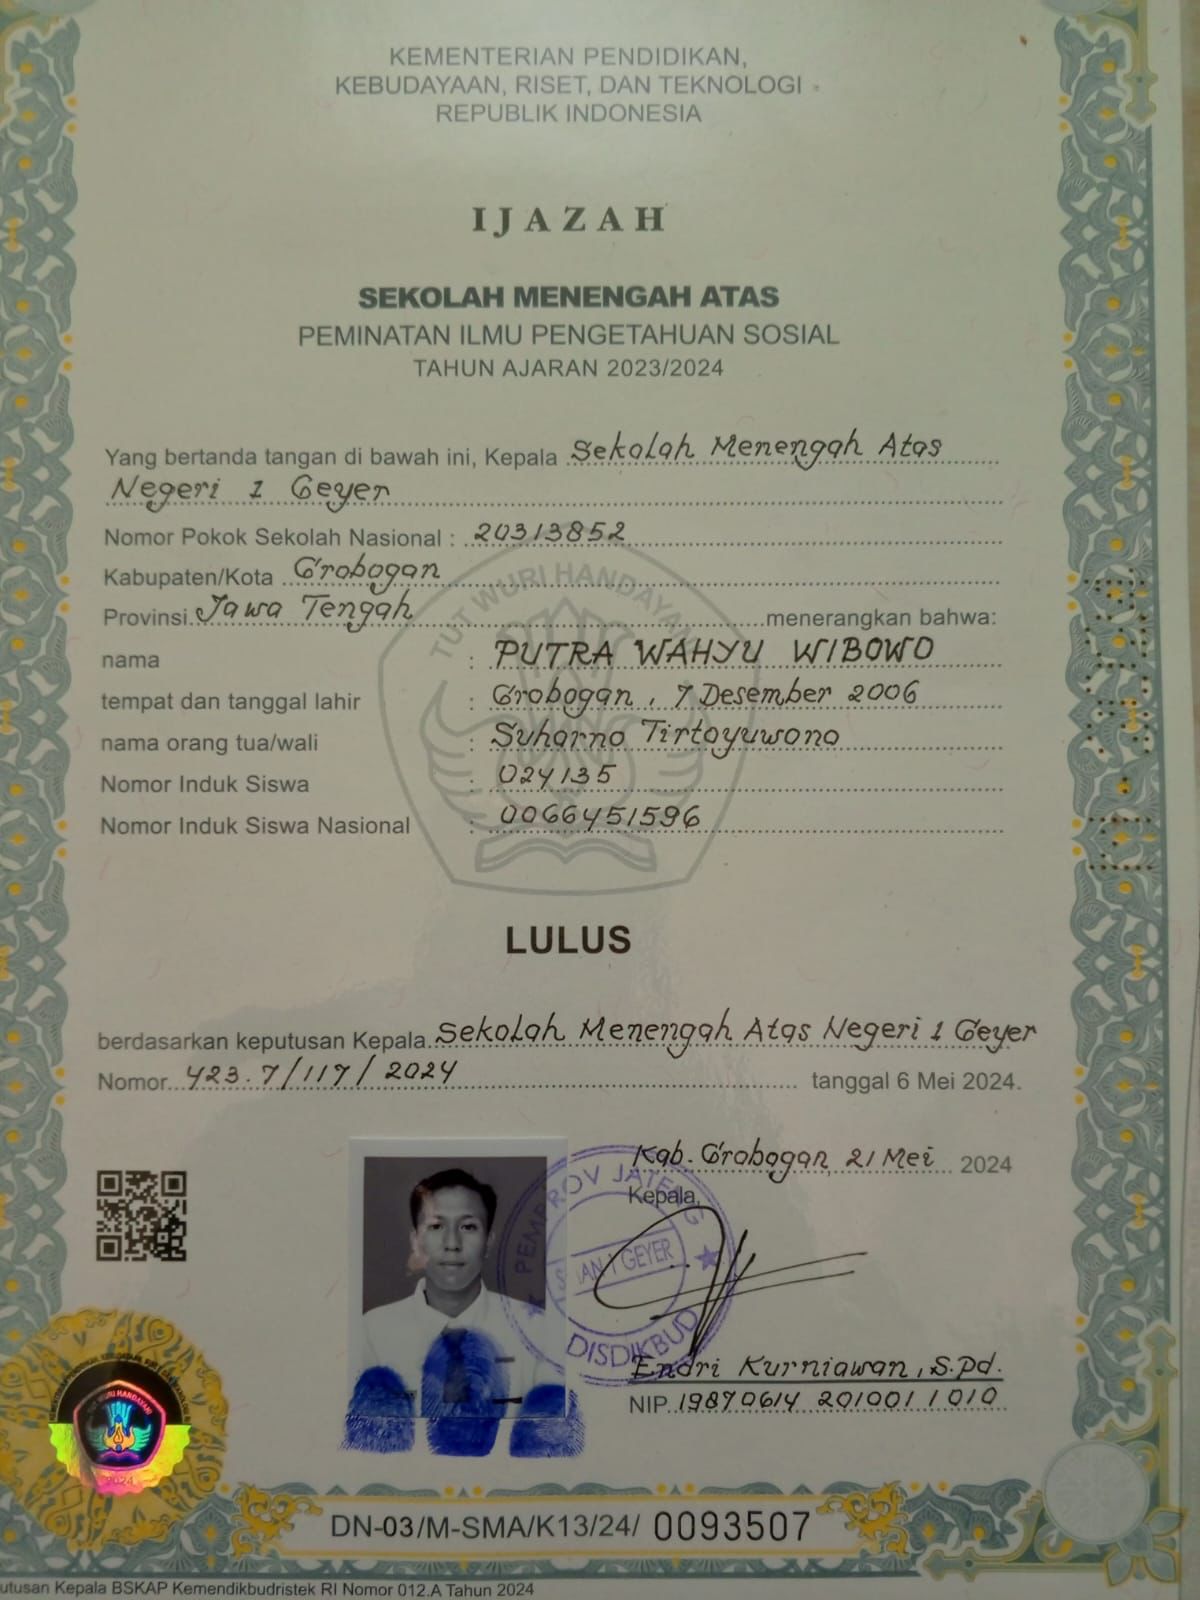 KEMENTERIAN PENDIDIKAN,
KEBUDAYAAN, RISET, DAN TEKNOLOGI
REPUBLIK INDONESIA
IJAZAH
SEKOLAH MENENGAH ATAS
PEMINATAN ILMU PENGETAHUAN SOSIAL
TAHUN AJARAN 2023/2024
Yang bertanda tangan di bawah ini, Kepala Sekolah Menengah Atas
Negeri 1 Geyer
Nomor Pokok Sekolah Nasional : 20313852
Kabupaten/Kota Grobogan
Provinsi Jawa Tengah menerangkan bahwa:
nama : PUTRA WAHYU WIBOWO
tempat dan tanggal lahir : Grobogan, 7 Desember 2006
nama orang tua/wali : Suharno Tirtoyuwono
Nomor Induk Siswa : 024135
Nomor Induk Siswa Nasional : 0066451596
TUT WURI HANDAYANI
LULUS
berdasarkan keputusan Kepala Sekolah Menengah Atas Negeri 1 Geyer
Nomor 423.7/117/2024 tanggal 6 Mei 2024.
Kab. Grobogan, 21 Mei 2024
Kepala,
PEMPROV JATENG
SMAN 1 GEYER
DISDIKBUD
Endri Kurniawan, S.Pd.
NIP. 19870614 201001 1 010
TUT WURI HANDAYANI
2024
DN-03/M-SMA/K13/24/ 0093507
utusan Kepala BSKAP Kemendikbudristek RI Nomor 012.A Tahun 2024